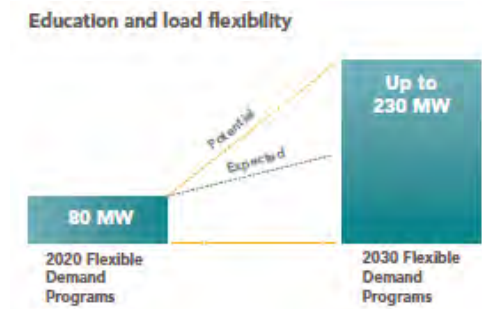 Education and load flexibility
Up to
230 MW
Potential
Expected
80 MW
2020 Flexible
Demand
Programs
2030 Flexible
Demand
Programs